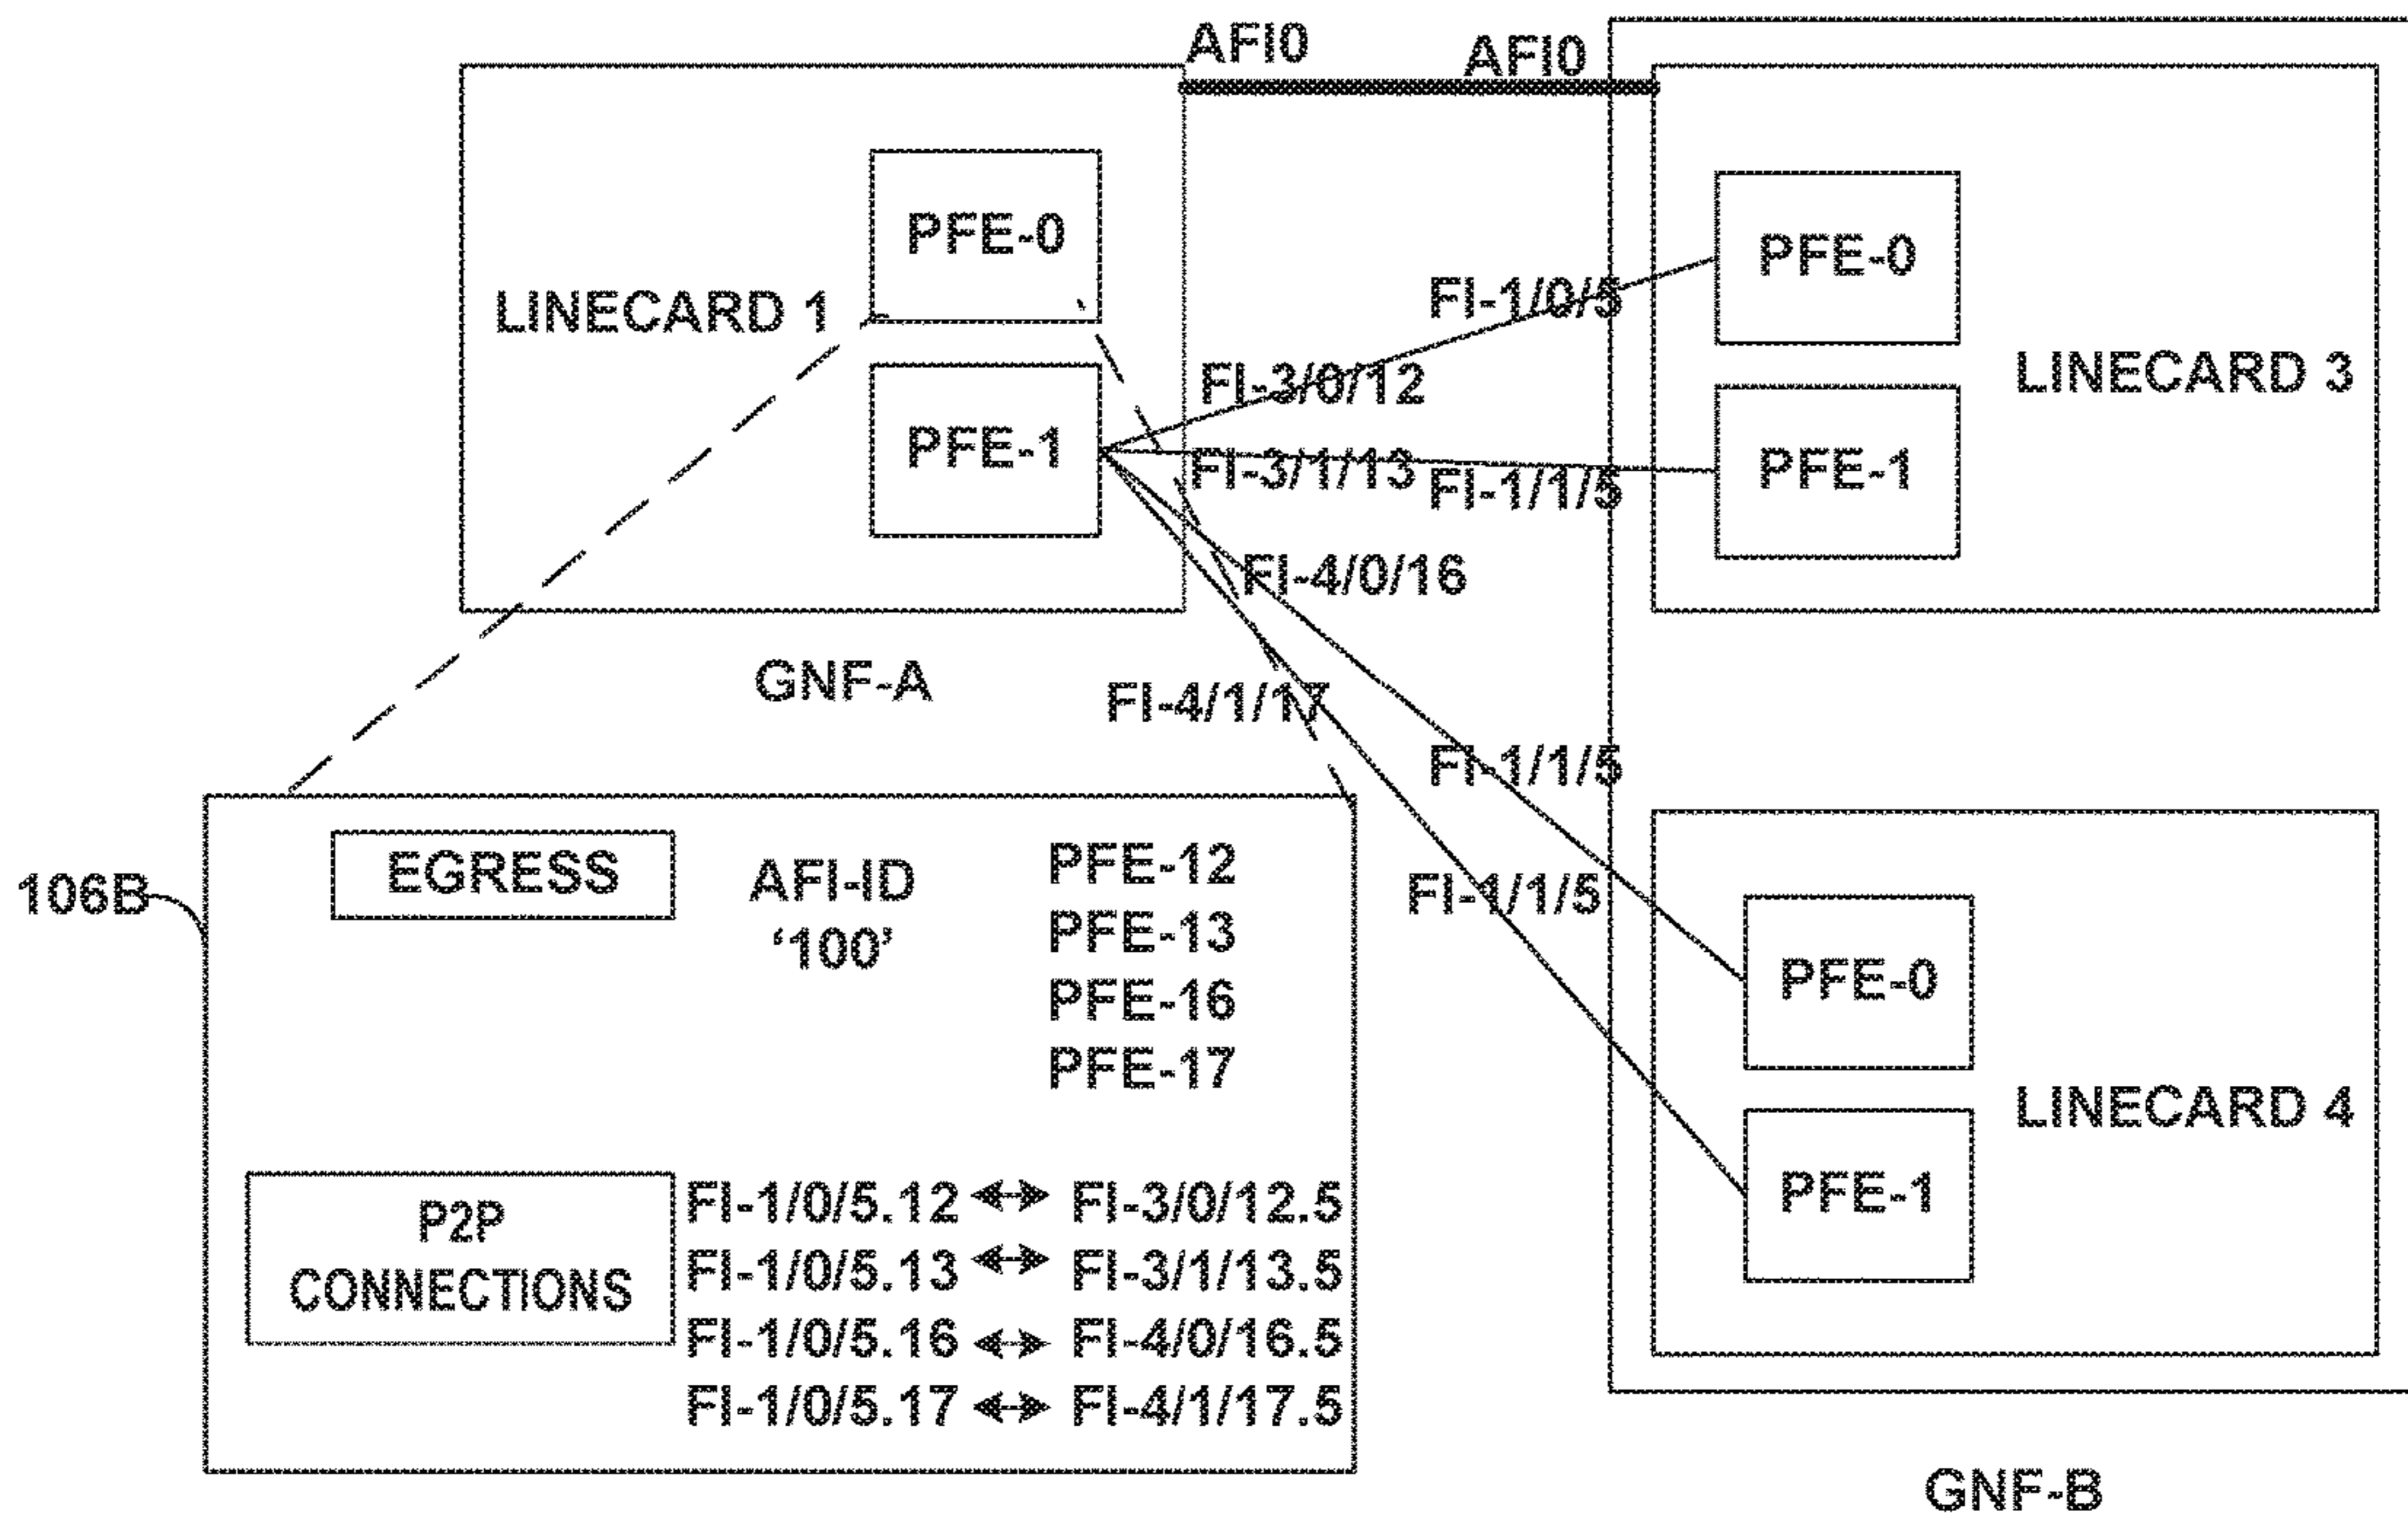 AFI0
AFI0
LINECARD 1
PFE-0
PFE-1
GNF-A
FI-1/0/5
FI-3/0/12
FI-3/1/13
FI-1/1/5
FI-4/0/16
FI-4/1/17
FI-1/1/5
FI-1/1/5
PFE-0
PFE-1
LINECARD 3
PFE-0
PFE-1
LINECARD 4
GNF-B
106B
EGRESS
AFI-ID
‘100’
PFE-12
PFE-13
PFE-16
PFE-17
P2P
CONNECTIONS
FI-1/0/5.12 FI-3/0/12.5
FI-1/0/5.13 FI-3/1/13.5
FI-1/0/5.16 FI-4/0/16.5
FI-1/0/5.17 FI-4/1/17.5